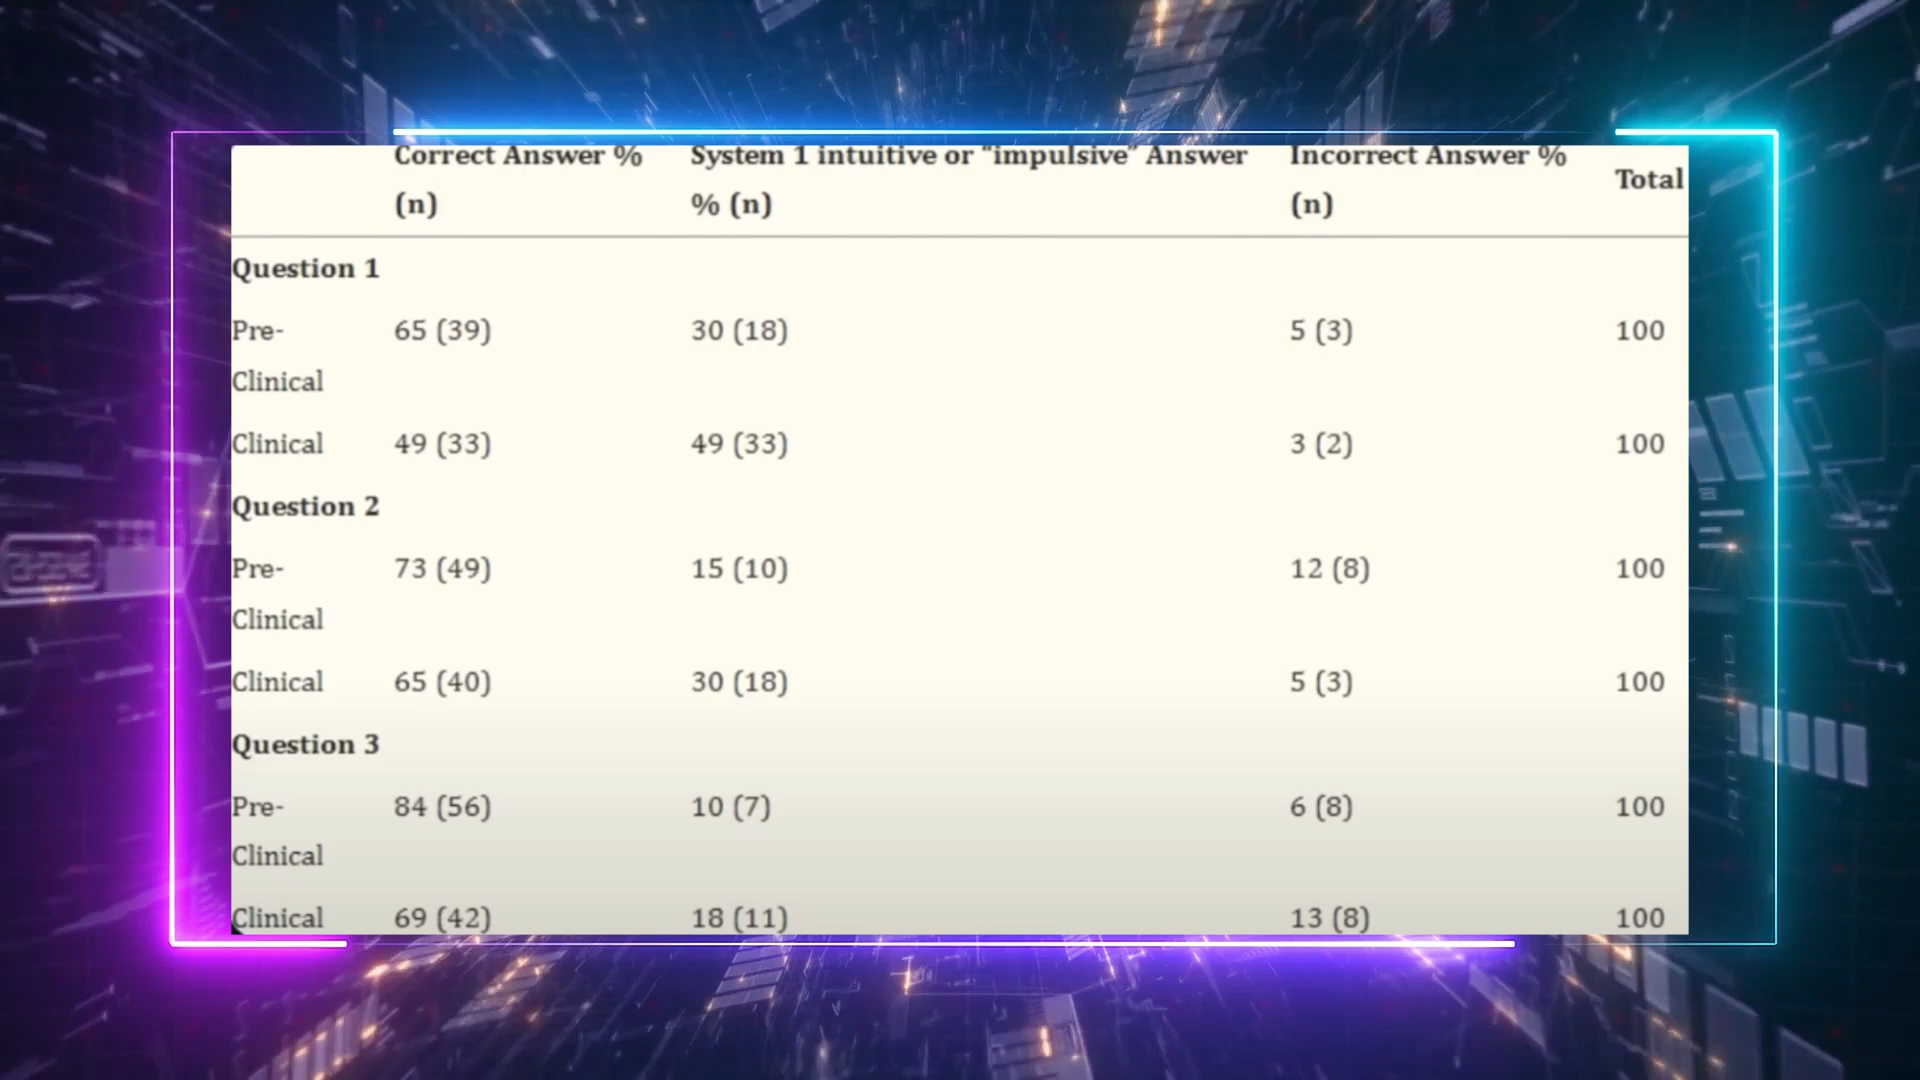 Correct Answer % System 1 intuitive or "impulsive" Answer Incorrect Answer % Total
(n) % (n) (n)
Question 1
Pre- 65 (39) 30 (18) 5 (3) 100
Clinical
Clinical 49 (33) 49 (33) 3 (2) 100
Question 2
Pre- 73 (49) 15 (10) 12 (8) 100
Clinical
Clinical 65 (40) 30 (18) 5 (3) 100
Question 3
Pre- 84 (56) 10 (7) 6 (8) 100
Clinical
Clinical 69 (42) 18 (11) 13 (8) 100